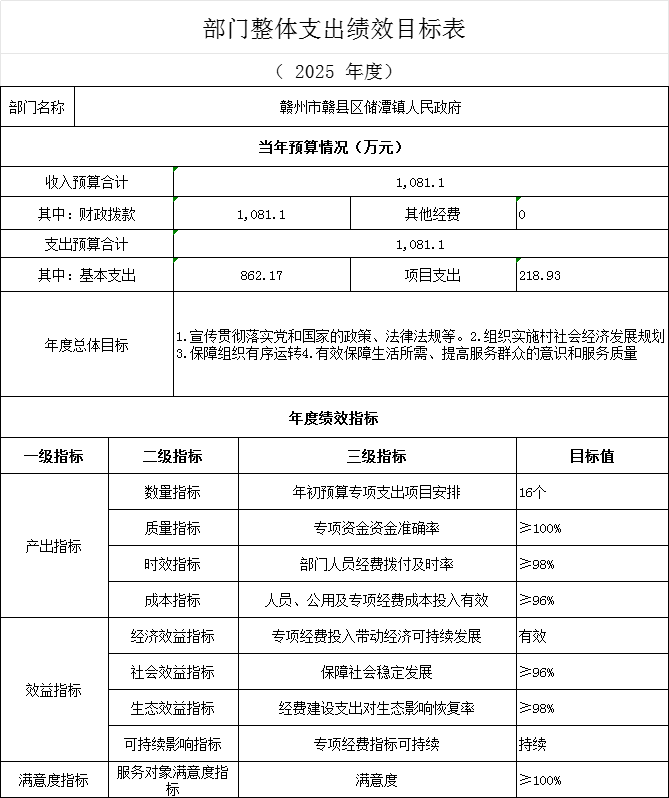 部门整体支出绩效目标表
（ 2025 年度）
部门名称 赣州市赣县区储潭镇人民政府
当年预算情况（万元）
收入预算合计 1,081.1
其中：财政拨款 1,081.1 其他经费 0
支出预算合计 1,081.1
其中：基本支出 862.17 项目支出 218.93
年度总体目标
1.宣传贯彻落实党和国家的政策、法律法规等。2.组织实施村社会经济发展规划
3.保障组织有序运转4.有效保障生活所需、提高服务群众的意识和服务质量
年度绩效指标
一级指标 二级指标 三级指标 目标值
产出指标
数量指标 年初预算专项支出项目安排 16个
质量指标 专项资金资金准确率 ≥100%
时效指标 部门人员经费拨付及时率 ≥98%
成本指标 人员、公用及专项经费成本投入有效 ≥96%
效益指标
经济效益指标 专项经费投入带动经济可持续发展 有效
社会效益指标 保障社会稳定发展 ≥96%
生态效益指标 经费建设支出对生态影响恢复率 ≥98%
可持续影响指标 专项经费指标可持续 持续
满意度指标 服务对象满意度指
标 满意度 ≥100%